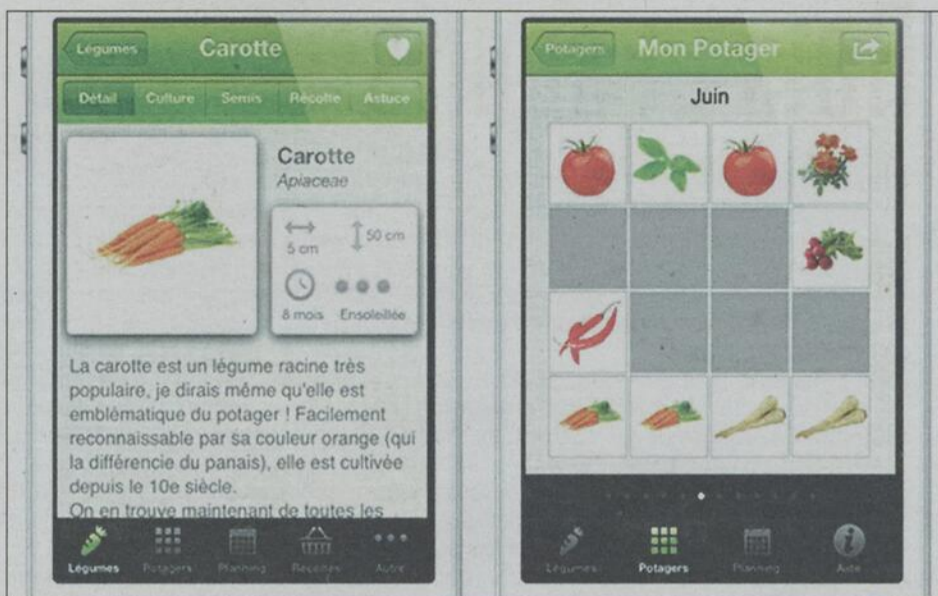 Légumes
Carotte
Détail Culture Semis Récolte Astuce
Carotte
Apiaceae
5 cm
50 cm
8 mois
Ensoleillée
La carotte est un légume racine très
populaire, je dirais même qu'elle est
emblématique du potager ! Facilement
reconnaissable par sa couleur orange (qui
la différencie du panais), elle est cultivée
depuis le 10e siècle.
On en trouve maintenant de toutes les
Légumes Potagers Planning Récoltes Autre
Potagers
Mon Potager
Juin
Légumes Potagers Planning Aide